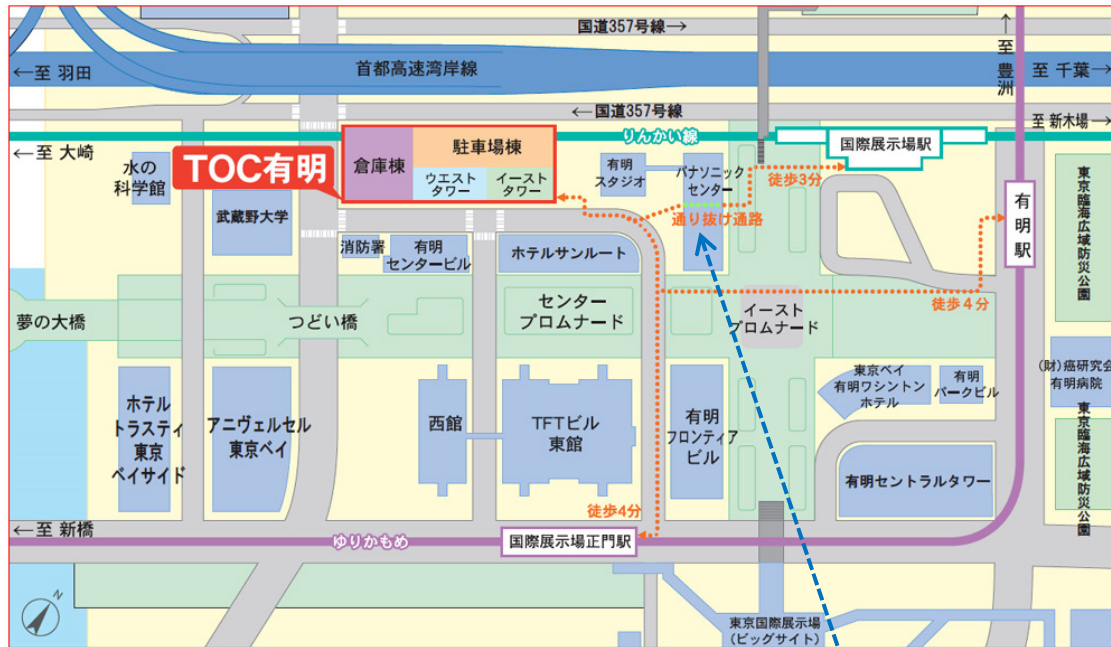 国道357号線→
←至 羽田
首都高速湾岸線
至 千葉→
←至 豊洲
←国道357号線
至 新木場
→
りんかい線
国際展示場駅
←至 大崎
TOC有明
倉庫棟
駐車場棟
ウエスト
タワー
イースト
タワー
水の
科学館
武蔵野大学
有明
スタジオ
パナソニック
センター
徒歩3分
通り抜け通路
有明駅
東京臨海広域防災公園
消防署
有明
センタービル
ホテルサンルート
徒歩4分
夢の大橋
つどい橋
センター
プロムナード
イースト
プロムナード
ホテル
トラスティ
東京
ベイサイド
アニヴェルセル
東京ベイ
西館
TFTビル
東館
有明
フロンティア
ビル
東京ベイ
有明ワシントン
ホテル
有明
パークビル
(財)癌研究会
有明病院
東京臨海広域防災公園
有明セントラルタワー
徒歩4分
←至 新橋
ゆりかもめ
国際展示場正門駅
東京国際展示場
(ビッグサイト)
N